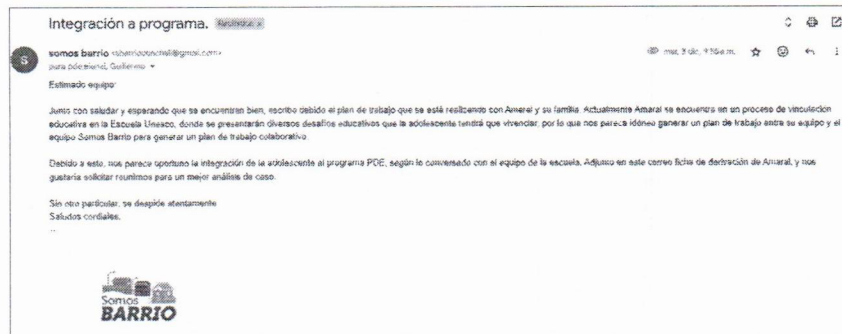 Integración a programa. Recibidos x
S
somos barrio
mar, 3 dic, 9:56 a.m.
para pde.
Estimado equipo:
Junto con saludar y esperando que se encuentren bien, escribo debido al plan de trabajo que se está realizando con Amaral y su familia. Actualmente Amaral se encuentra en un proceso de vinculación
educativa en la Escuela Unesco, donde se presentarán diversos desafíos educativos que la adolescente tendrá que vivenciar, por lo que nos parece idóneo generar un plan de trabajo entre su equipo y el
equipo Somos Barrio para generar un plan de trabajo colaborativo.
Debido a esto, nos parece oportuno la integración de la adolescente al programa PDE, según lo conversado con el equipo de la escuela. Adjunto en este correo ficha de derivación de Amaral, y nos
gustaría solicitar reunirnos para un mejor análisis de caso.
Sin otro particular, se despide atentamente
Saludos cordiales.
--
Somos
BARRIO